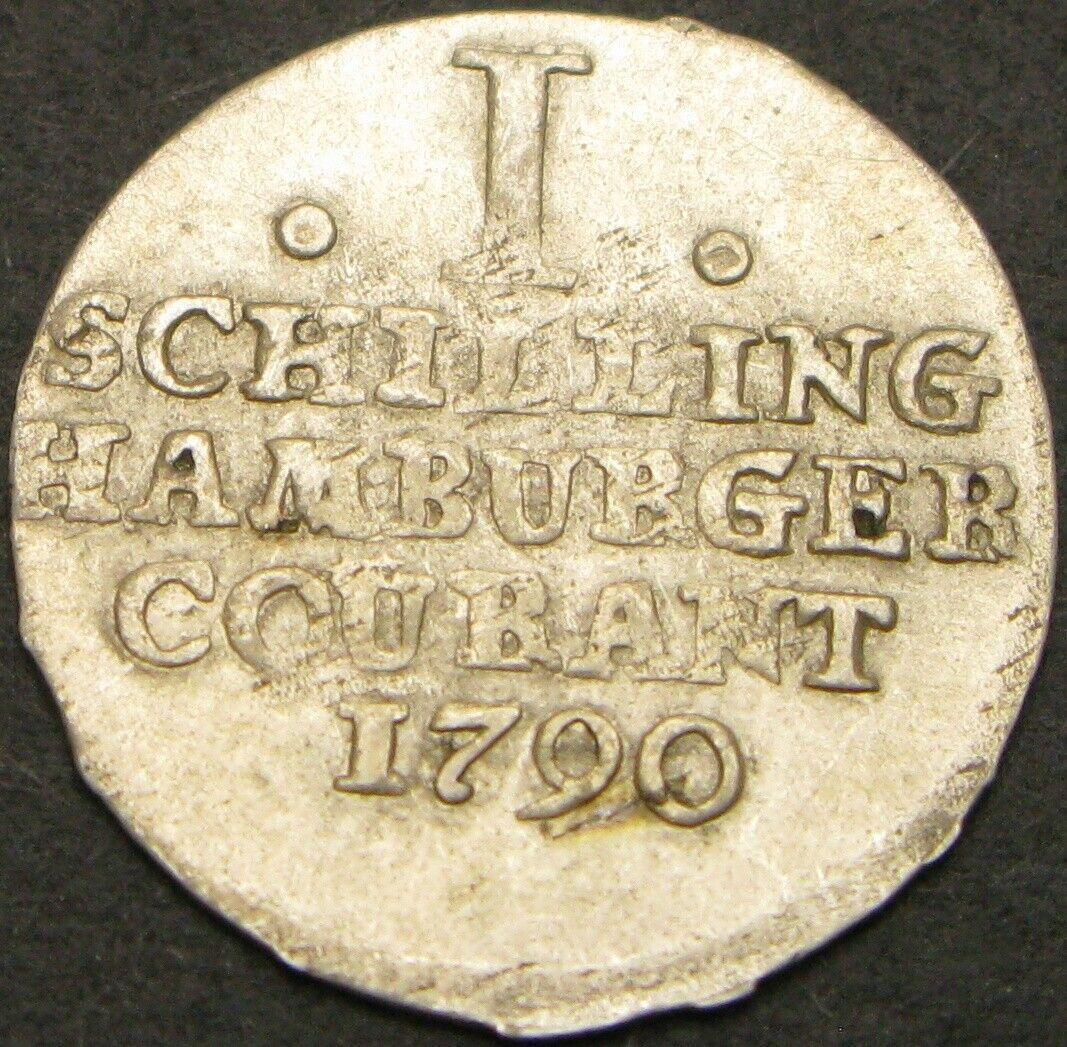 I
SCHILLING
HAMBURGER
COURANT
1790